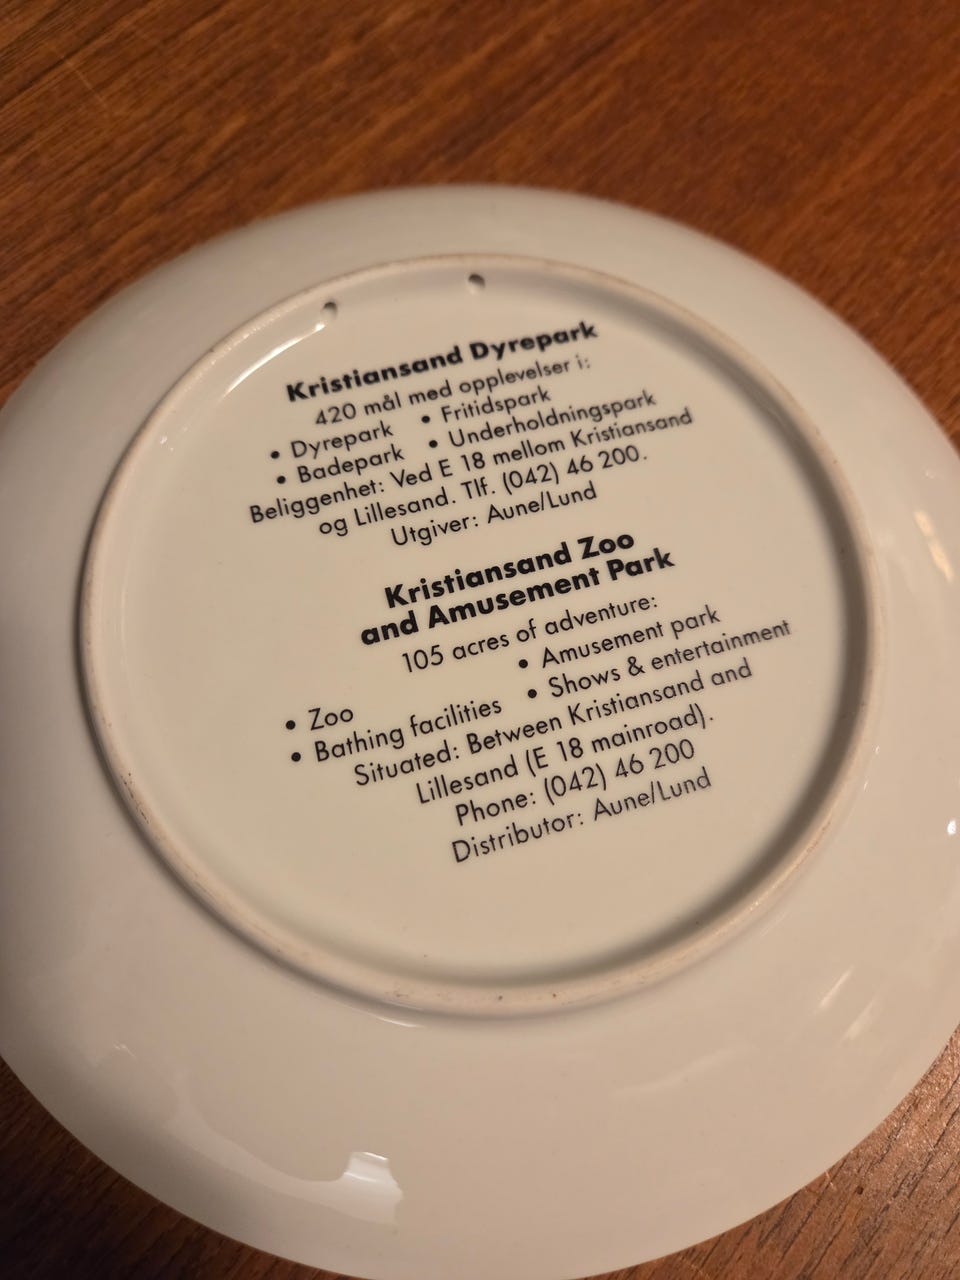 Kristiansand Dyrepark
420 mål med opplevelser i:
• Dyrepark • Fritidspark
• Badepark • Underholdningspark
Beliggenhet: Ved E 18 mellom Kristiansand
og Lillesand. Tlf. (042) 46 200.
Utgiver: Aune/Lund
Kristiansand Zoo
and Amusement Park
105 acres of adventure:
• Zoo • Amusement park
• Bathing facilities • Shows & entertainment
Situated: Between Kristiansand and
Lillesand (E 18 mainroad).
Phone: (042) 46 200
Distributor: Aune/Lund